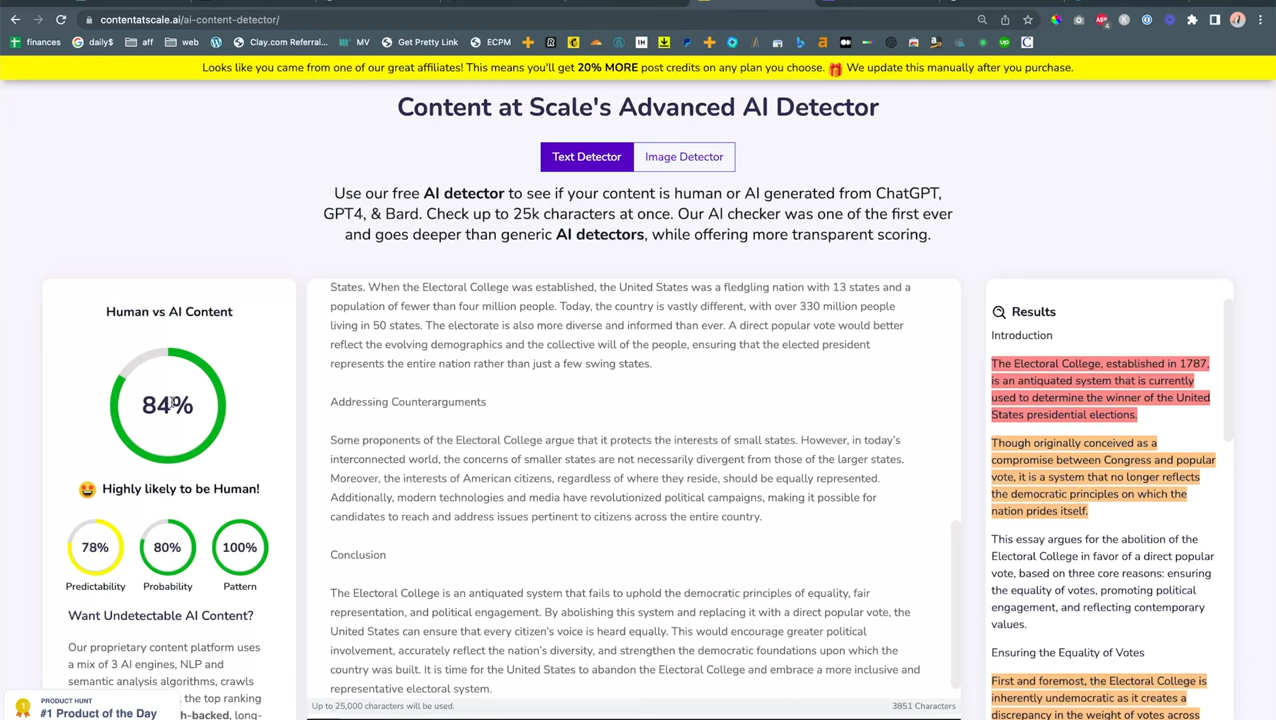 contentatscale.ai/ai-content-detector/
finances
daily$
aff
web
Clay.com Referral...
MV
Get Pretty Link
ECPM
Looks like you came from one of our great affiliates! This means you'll get 20% MORE post credits on any plan you choose. 🎁 We update this manually after you purchase.
Content at Scale's Advanced AI Detector
Text Detector
Image Detector
Use our free AI detector to see if your content is human or AI generated from ChatGPT,
GPT4, & Bard. Check up to 25k characters at once. Our AI checker was one of the first ever
and goes deeper than generic AI detectors, while offering more transparent scoring.
Human vs AI Content
84%
Highly likely to be Human!
78%
80%
100%
Predictability
Probability
Pattern
Want Undetectable AI Content?
Our proprietary content platform uses
a mix of 3 AI engines, NLP and
semantic analysis algorithms, crawls
the top ranking
h-backed, long-
PRODUCT HUNT
#1 Product of the Day
States. When the Electoral College was established, the United States was a fledgling nation with 13 states and a
population of fewer than four million people. Today, the country is vastly different, with over 330 million people
living in 50 states. The electorate is also more diverse and informed than ever. A direct popular vote would better
reflect the evolving demographics and the collective will of the people, ensuring that the elected president
represents the entire nation rather than just a few swing states.
Addressing Counterarguments
Some proponents of the Electoral College argue that it protects the interests of small states. However, in today's
interconnected world, the concerns of smaller states are not necessarily divergent from those of the larger states.
Moreover, the interests of American citizens, regardless of where they reside, should be equally represented.
Additionally, modern technologies and media have revolutionized political campaigns, making it possible for
candidates to reach and address issues pertinent to citizens across the entire country.
Conclusion
The Electoral College is an antiquated system that fails to uphold the democratic principles of equality, fair
representation, and political engagement. By abolishing this system and replacing it with a direct popular vote, the
United States can ensure that every citizen's voice is heard equally. This would encourage greater political
involvement, accurately reflect the nation's diversity, and strengthen the democratic foundations upon which the
country was built. It is time for the United States to abandon the Electoral College and embrace a more inclusive and
representative electoral system.
Up to 25,000 characters will be used.
3851 Characters
Results
Introduction
The Electoral College, established in 1787,
is an antiquated system that is currently
used to determine the winner of the United
States presidential elections.
Though originally conceived as a
compromise between Congress and popular
vote, it is a system that no longer reflects
the democratic principles on which the
nation prides itself.
This essay argues for the abolition of the
Electoral College in favor of a direct popular
vote, based on three core reasons: ensuring
the equality of votes, promoting political
engagement, and reflecting contemporary
values.
Ensuring the Equality of Votes
First and foremost, the Electoral College is
inherently undemocratic as it creates a
discrepancy in the weight of votes across